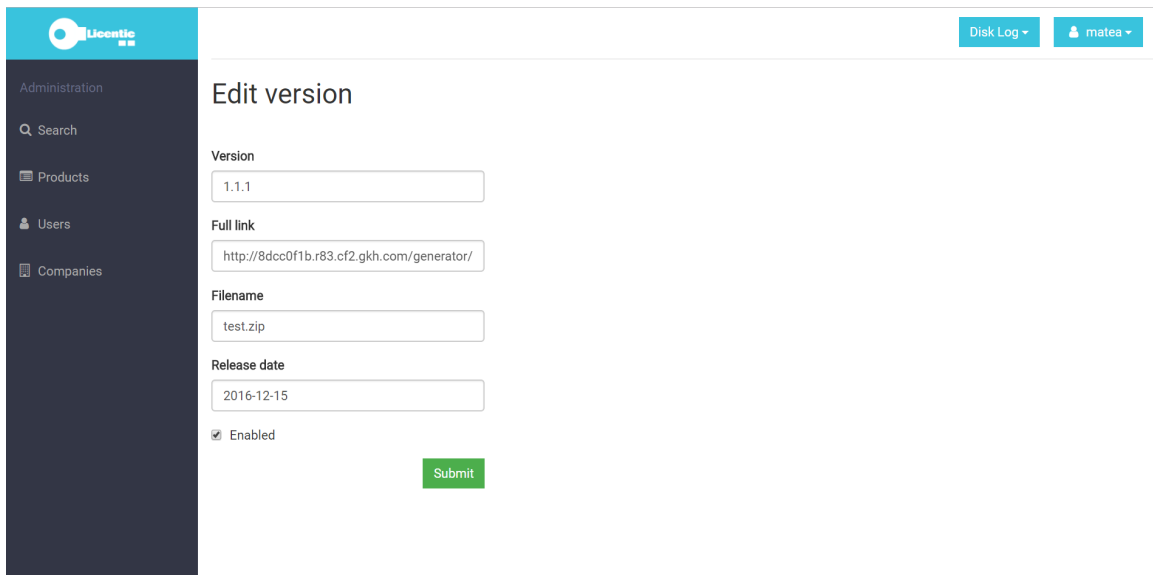 Licentic
Disk Log
matea
Administration
Search
Products
Users
Companies
Edit version
Version
1.1.1
Full link
http://8dcc0f1b.r83.cf2.gkh.com/generator/
Filename
test.zip
Release date
2016-12-15
Enabled
Submit